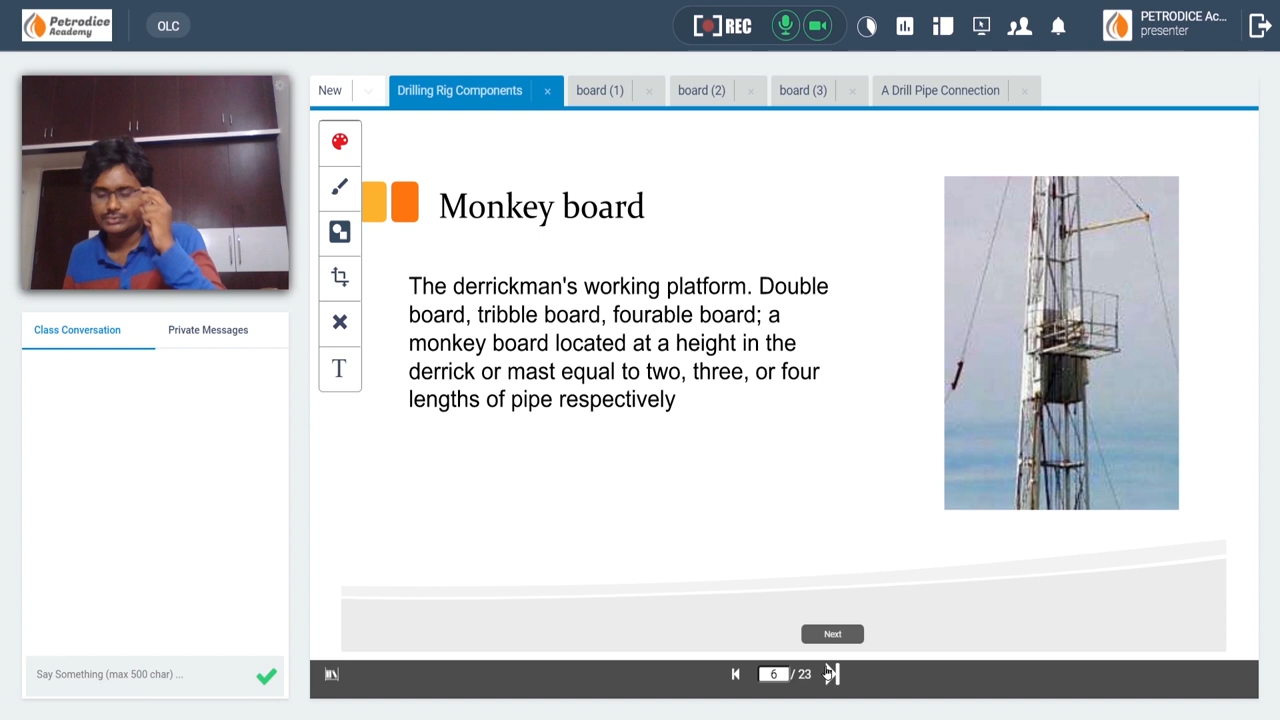 Petrodice
Academy
OLC
REC
PETRODICE Ac...
presenter
New
Drilling Rig Components
board (1)
board (2)
board (3)
A Drill Pipe Connection
Monkey board
The derrickman's working platform. Double
board, tribble board, fourable board; a
monkey board located at a height in the
derrick or mast equal to two, three, or four
lengths of pipe respectively
Class Conversation
Private Messages
Say Something (max 500 char) ...
Next
6 / 23